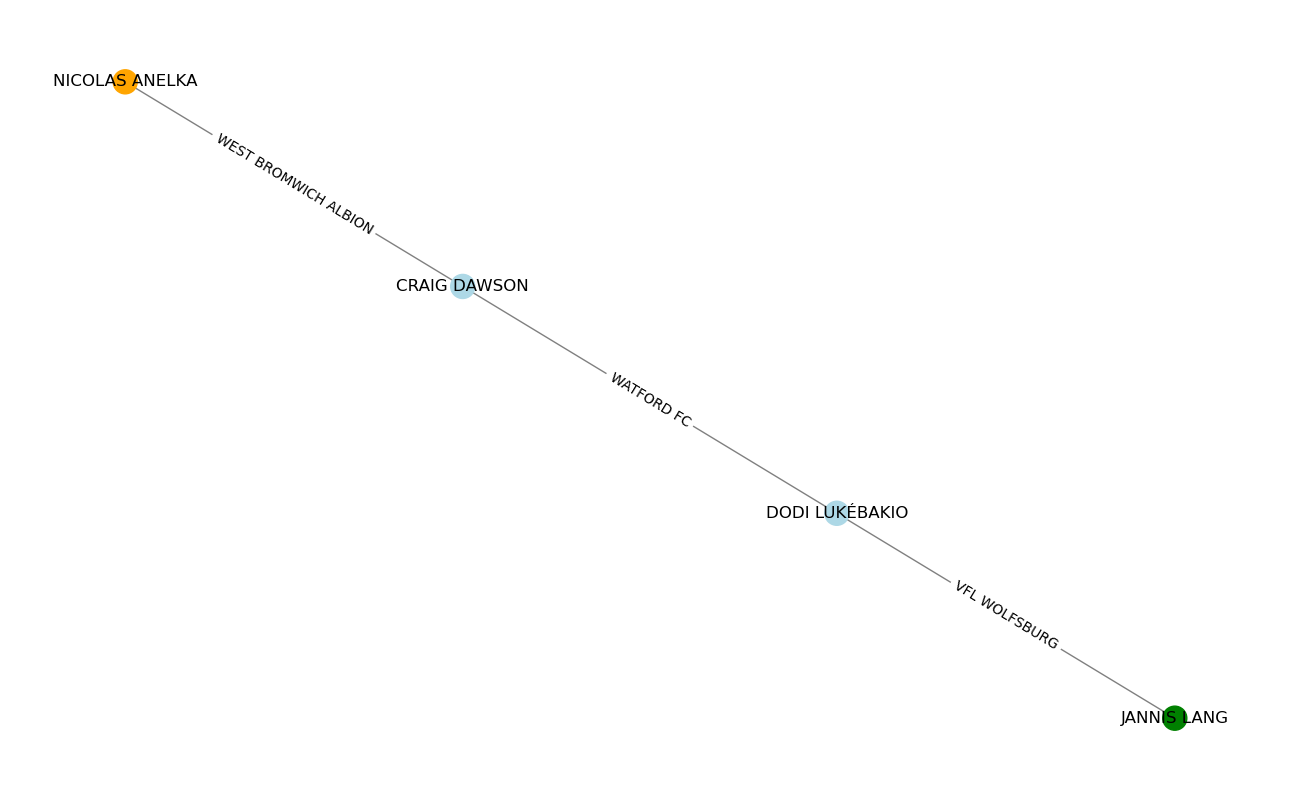 NICOLAS ANELKA
WEST BROMWICH ALBION
CRAIG DAWSON
WATFORD FC
DODI LUKÉBAKIO
VFL WOLFSBURG
JANNIS LANG